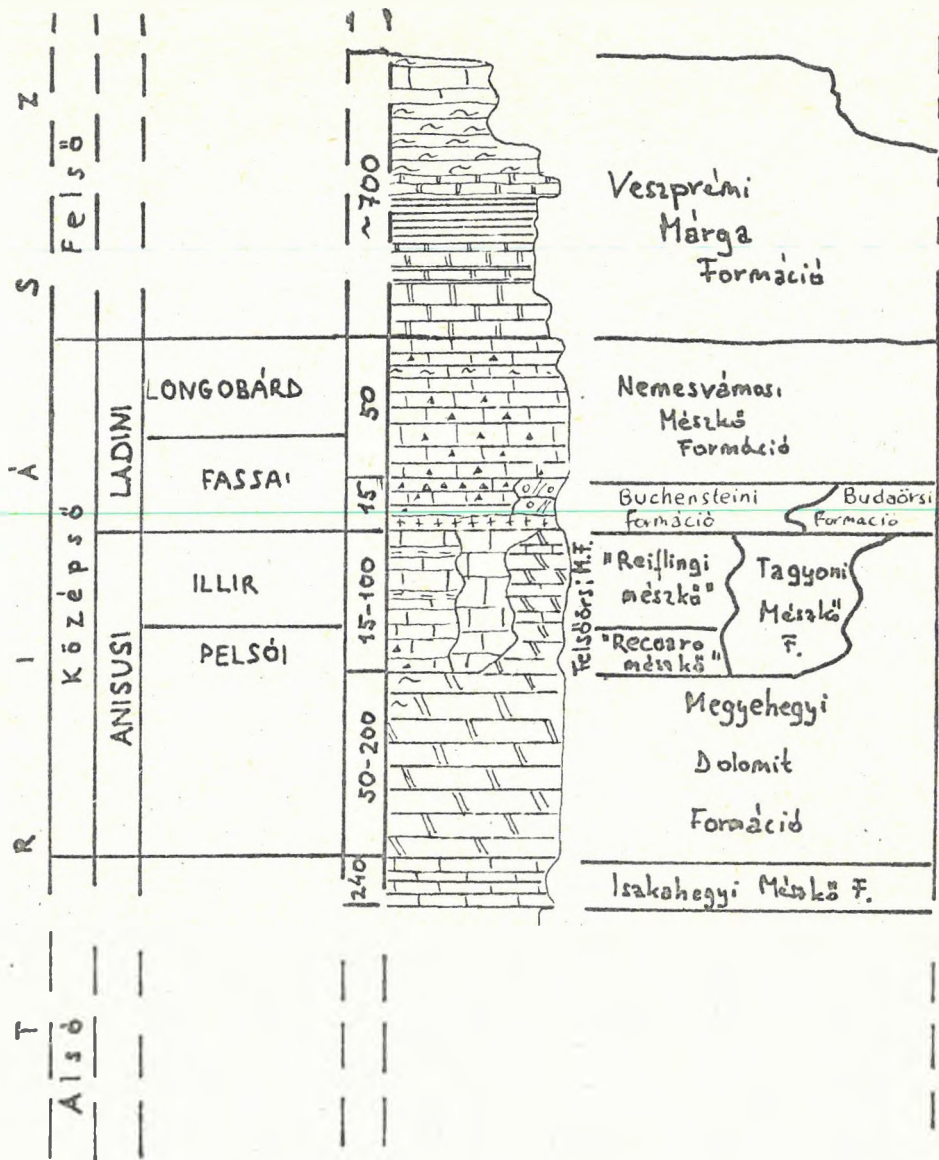 T R I Á S Z
Felső
Középső
Alsó
LADINI
ANISUSI
LONGOBÁRD
FASSAI
ILLIR
PELSÓI
~700
50
15
15-100
50-200
240
Veszprémi
Márga
Formáció
Nemesvámosi
Mészkő
Formáció
Buchensteini
Formáció
Budaörsi
Formació
Felsőörsi M.F.
"Reiflingi
mészkő"
"Recoaro
mészkő"
Tagyoni
Mészkő
F.
Megyehegyi
Dolomit
Formáció
Iszkahegyi Mészkő F.